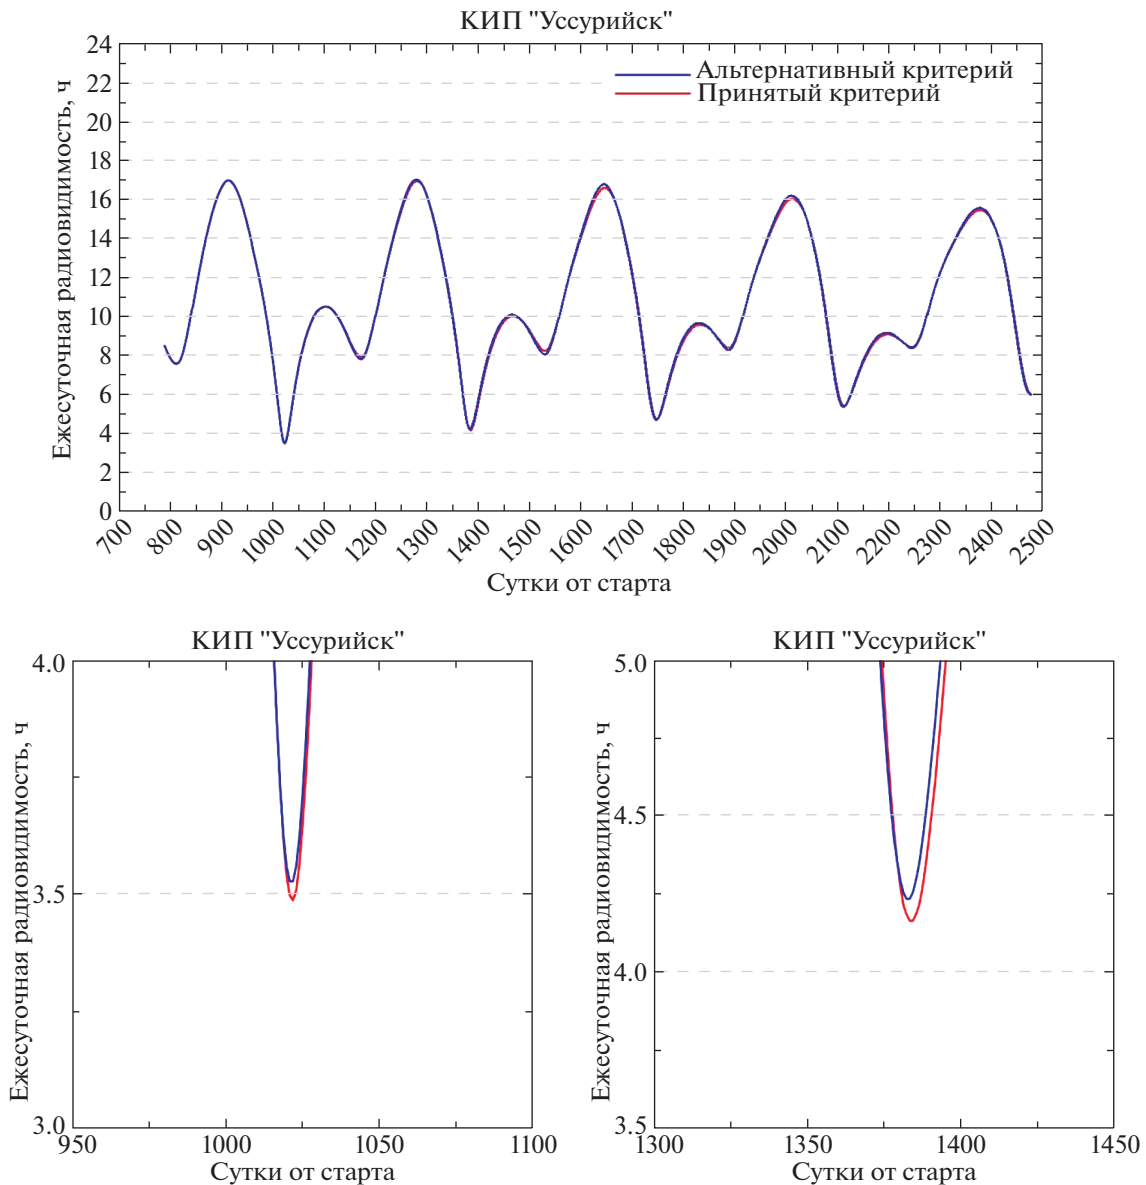 КИП "Уссурийск"
Ежесуточная радиовидимость, ч
24
22
20
18
16
14
12
10
8
6
4
2
0
Альтернативный критерий
Принятый критерий
700 800 900 1000 1100 1200 1300 1400 1500 1600 1700 1800 1900 2000 2100 2200 2300 2400 2500
Сутки от старта
КИП "Уссурийск"
Ежесуточная радиовидимость, ч
4.0
3.5
3.0
950 1000 1050 1100
Сутки от старта
КИП "Уссурийск"
Ежесуточная радиовидимость, ч
5.0
4.5
4.0
3.5
1300 1350 1400 1450
Сутки от старта